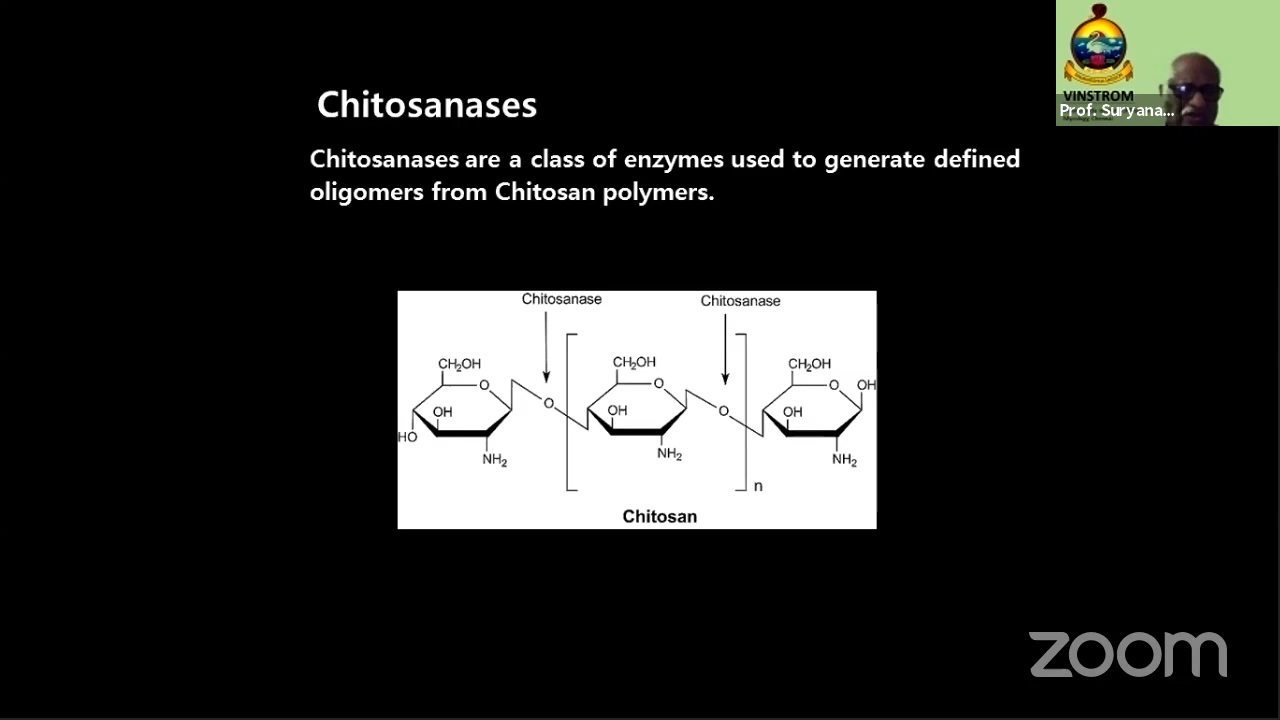 Chitosanases
VINSTROM
Prof. Suryana...
Chitosanases are a class of enzymes used to generate defined
oligomers from Chitosan polymers.
Chitosanase
Chitosanase
CH2OH
CH2OH
CH2OH
O
O
O
OH
OH
O
OH
O
OH
HO
NH2
NH2
NH2
n
Chitosan
zoom